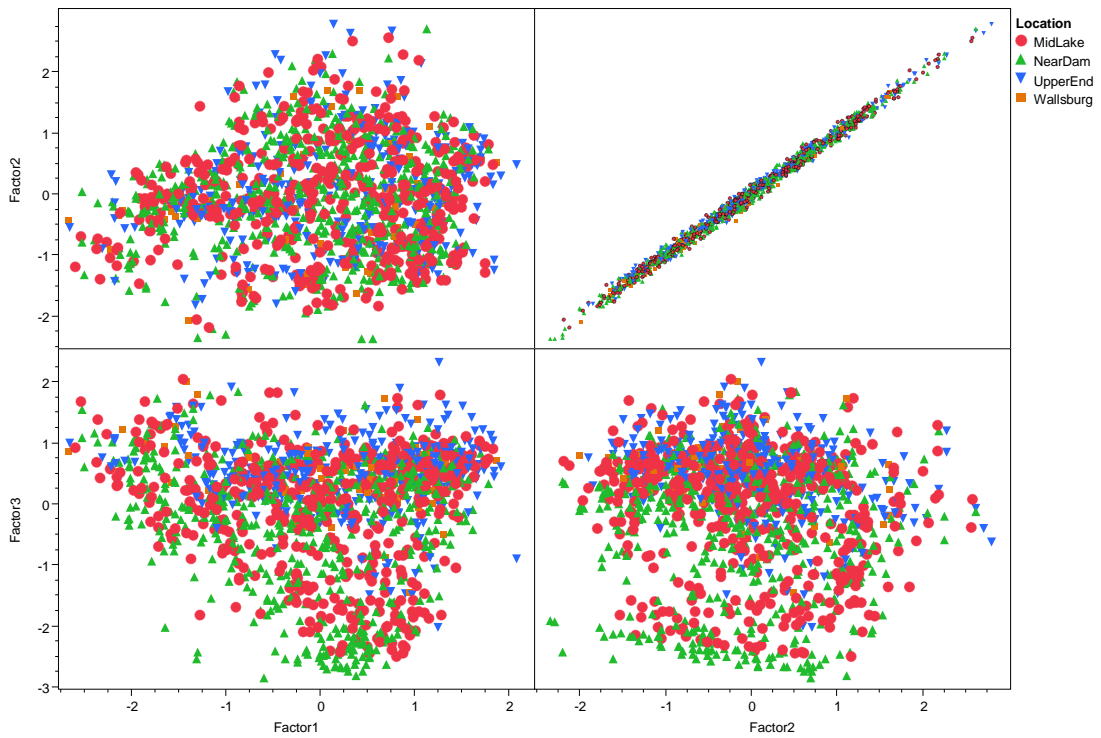 Location
MidLake
NearDam
UpperEnd
Wallsburg
Factor2
2
1
0
-1
-2
Factor3
2
1
0
-1
-2
-3
-2 -1 0 1 2
-2 -1 0 1 2
Factor1
Factor2